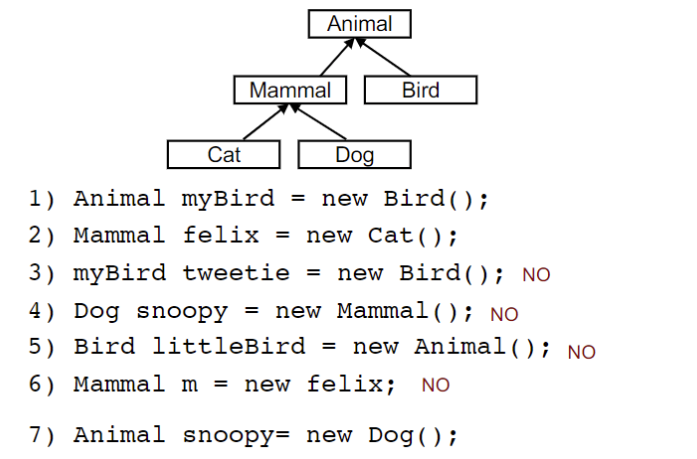 Animal
Mammal Bird
Cat Dog
1) Animal myBird = new Bird();
2) Mammal felix = new Cat();
3) myBird tweetie = new Bird(); NO
4) Dog snoopy = new Mammal(); NO
5) Bird littleBird = new Animal(); NO
6) Mammal m = new felix; NO
7) Animal snoopy= new Dog();